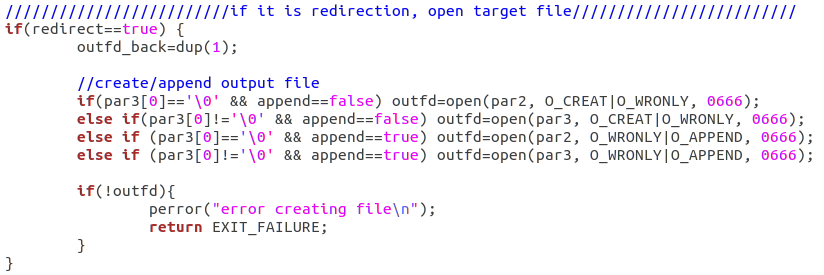 /////////////////////////if it is redirection, open target file/////////////////////////
if(redirect==true) {
        outfd_back=dup(1);

        //create/append output file
        if(par3[0]=='\0' && append==false) outfd=open(par2, O_CREAT|O_WRONLY, 0666);
        else if(par3[0]!='\0' && append==false) outfd=open(par3, O_CREAT|O_WRONLY, 0666);
        else if (par3[0]=='\0' && append==true) outfd=open(par2, O_WRONLY|O_APPEND, 0666);
        else if (par3[0]!='\0' && append==true) outfd=open(par3, O_WRONLY|O_APPEND, 0666);

        if(!outfd){
                perror("error creating file\n");
                return EXIT_FAILURE;
        }
}